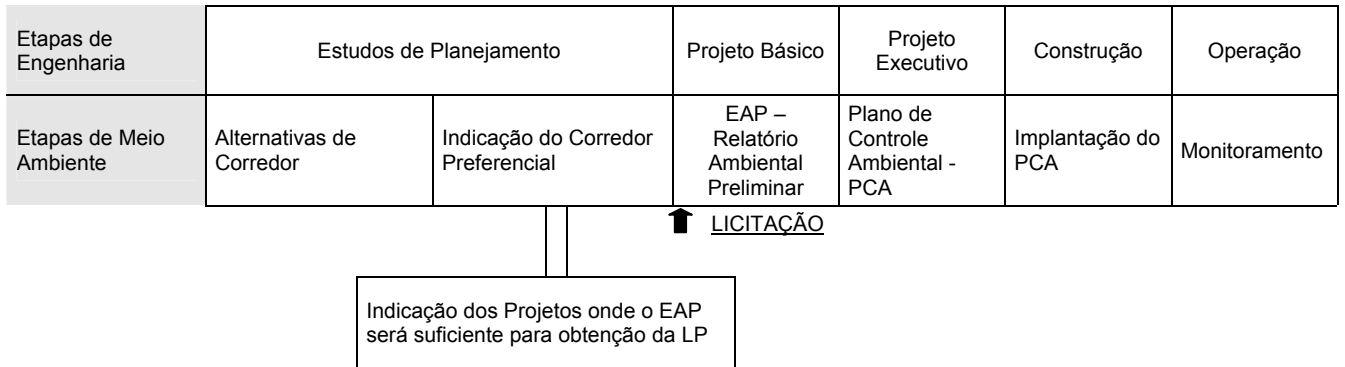 Etapas de
Engenharia
Estudos de Planejamento
Projeto Básico
Projeto
Executivo
Construção
Operação
Etapas de Meio
Ambiente
Alternativas de
Corredor
Indicação do Corredor
Preferencial
EAP –
Relatório
Ambiental
Preliminar
Plano de
Controle
Ambiental -
PCA
Implantação do
PCA
Monitoramento
LICITAÇÃO
Indicação dos Projetos onde o EAP
será suficiente para obtenção da LP